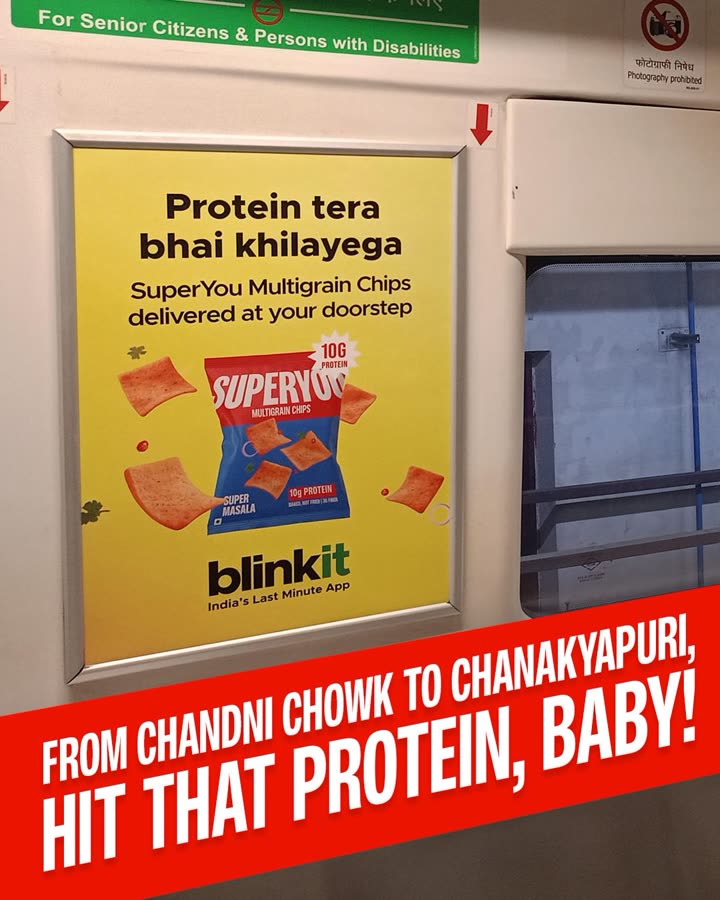 For Senior Citizens & Persons with Disabilities
फोटोग्राफी निषेध
Photography prohibited
Protein tera
bhai khilayega
SuperYou Multigrain Chips
delivered at your doorstep
10G
PROTEIN
SUPERYOU
MULTIGRAIN CHIPS
10g PROTEIN
SUPER
MASALA
blinkit
India's Last Minute App
FROM CHANDNI CHOWK TO CHANAKYAPURI,
HIT THAT PROTEIN, BABY!